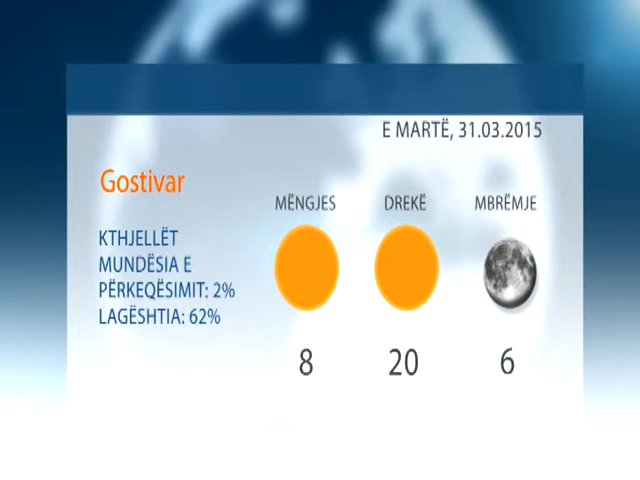 E MARTË, 31.03.2015
Gostivar
MËNGJES DREKË MBRËMJE
KTHJELLËT
MUNDËSIA E
PËRKEQËSIMIT: 2%
LAGËSHTIA: 62%
8 20 6